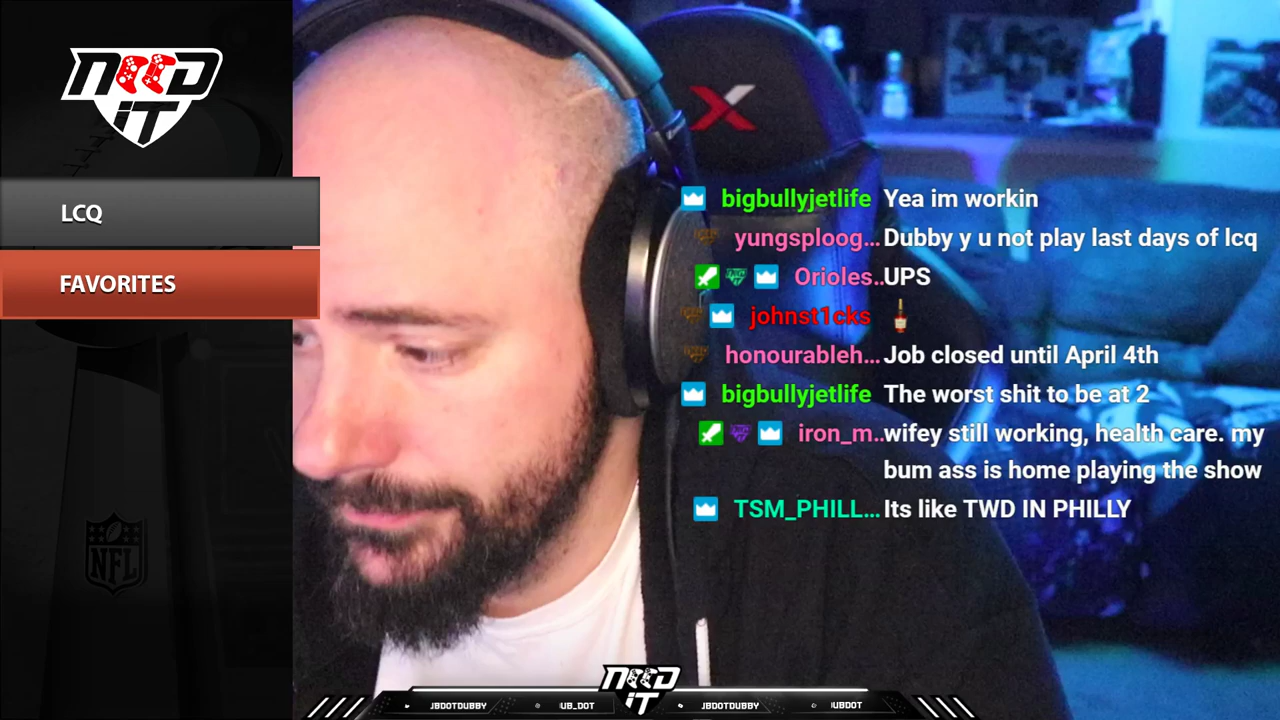 NEED
iT
LCQ
FAVORITES
NFL
X
bigbullyjetlife Yea im workin
yungsploog... Dubby y u not play last days of lcq
Orioles.. UPS
johnst1cks
honourableh... Job closed until April 4th
bigbullyjetlife The worst shit to be at 2
iron_m.. wifey still working, health care. my
bum ass is home playing the show
TSM_PHILL... Its like TWD IN PHILLY
NEED
iT
JBDOTDUBBY
UB_DOT
JBDOTDUBBY
UBDOT